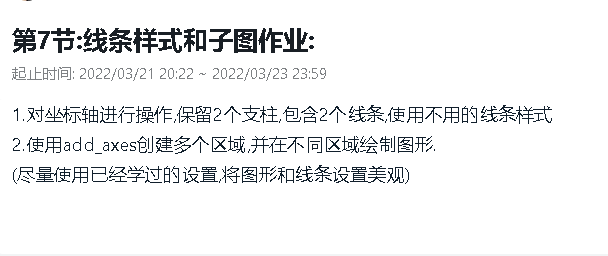 第7节:线条样式和子图作业:
起止时间: 2022/03/21 20:22 ~ 2022/03/23 23:59
1.对坐标轴进行操作,保留2个支柱,包含2个线条,使用不用的线条样式
2.使用add_axes创建多个区域,并在不同区域绘制图形.
(尽量使用已经学过的设置,将图形和线条设置美观)